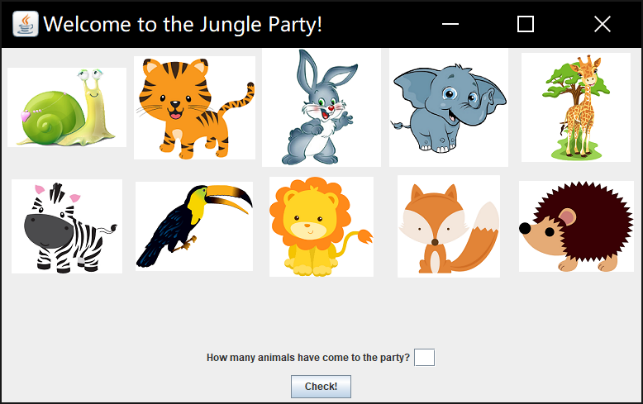 Welcome to the Jungle Party!
How many animals have come to the party?
Check!